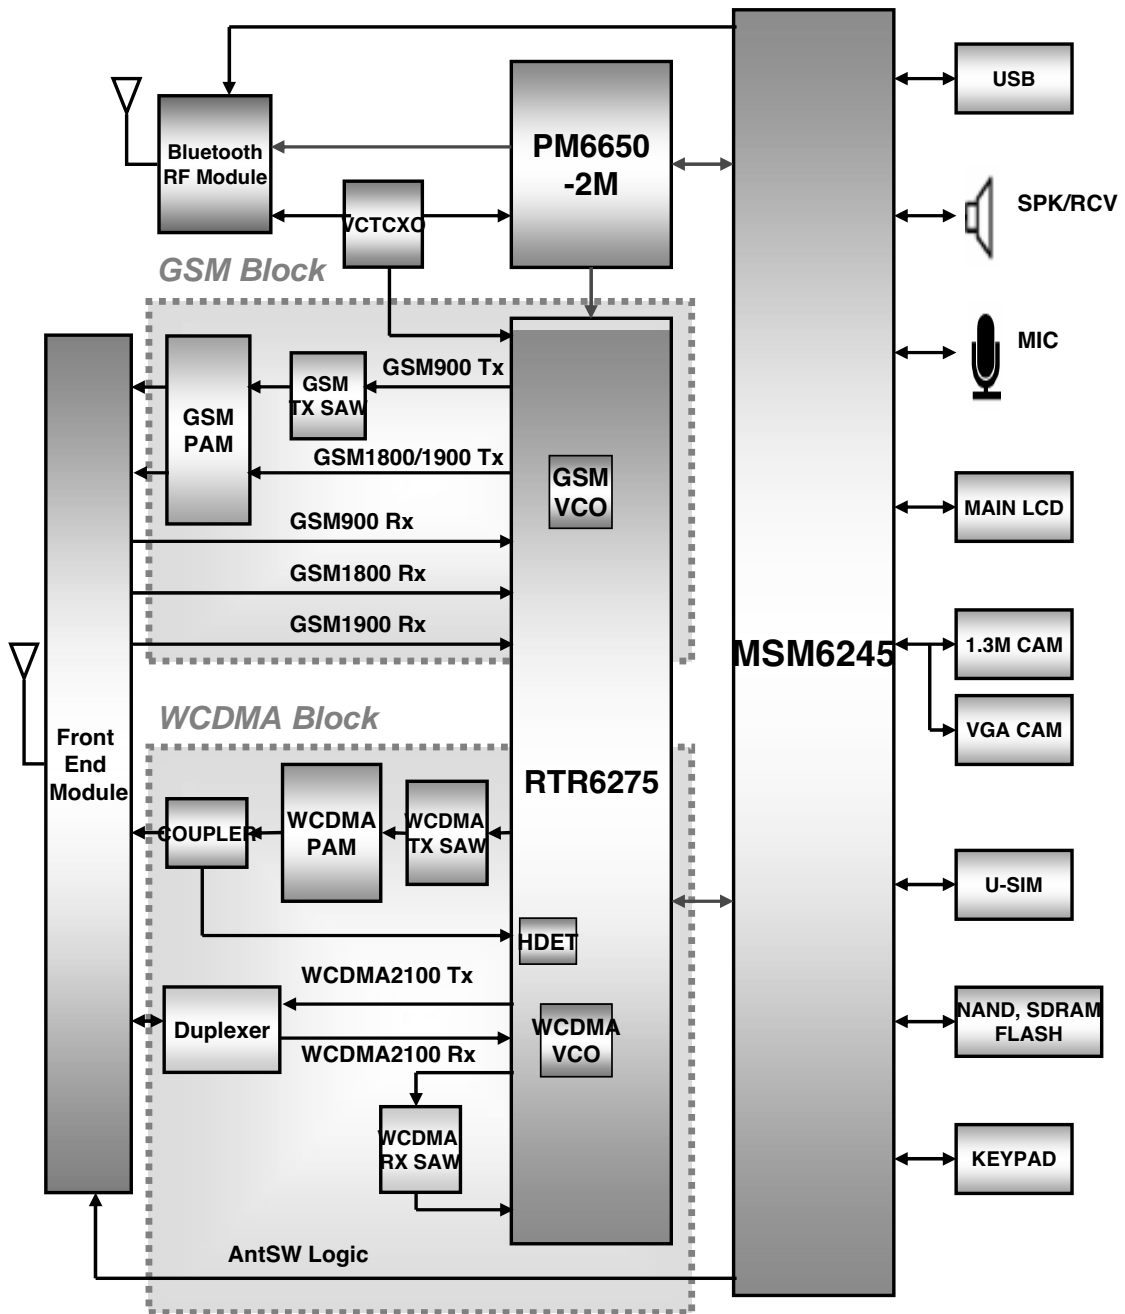 USB
PM6650
-2M
Bluetooth
RF Module
SPK/RCV
VCTCXO
GSM Block
MIC
GSM900 Tx
GSM
TX SAW
GSM
PAM
GSM1800/1900 Tx
GSM
VCO
MAIN LCD
GSM900 Rx
GSM1800 Rx
GSM1900 Rx
MSM6245
1.3M CAM
WCDMA Block
VGA CAM
Front
End
Module
RTR6275
COUPLER
WCDMA
PAM
WCDMA
TX SAW
U-SIM
HDET
WCDMA2100 Tx
Duplexer
WCDMA
VCO
NAND, SDRAM
FLASH
WCDMA2100 Rx
WCDMA
RX SAW
KEYPAD
AntSW Logic